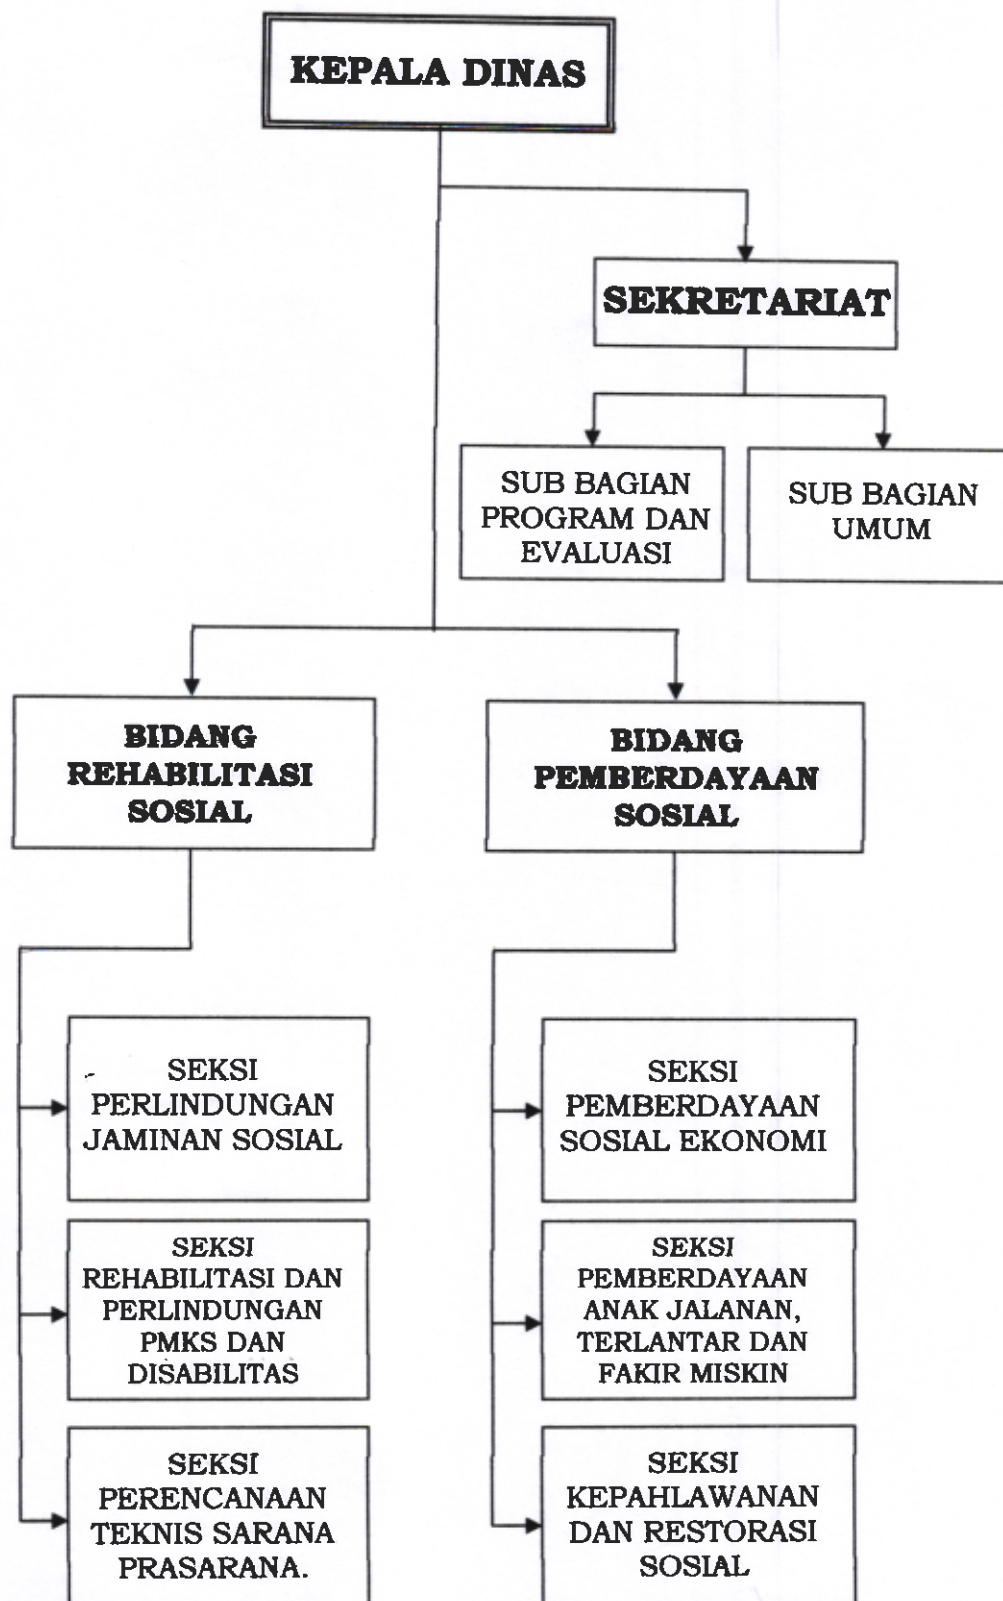 KEPALA DINAS
SEKRETARIAT
SUB BAGIAN
PROGRAM DAN
EVALUASI
SUB BAGIAN
UMUM
BIDANG
REHABILITASI
SOSIAL
BIDANG
PEMBERDAYAAN
SOSIAL
SEKSI
PERLINDUNGAN
JAMINAN SOSIAL
SEKSI
REHABILITASI DAN
PERLINDUNGAN
PMKS DAN
DISABILITAS
SEKSI
PERENCANAAN
TEKNIS SARANA
PRASARANA.
SEKSI
PEMBERDAYAAN
SOSIAL EKONOMI
SEKSI
PEMBERDAYAAN
ANAK JALANAN,
TERLANTAR DAN
FAKIR MISKIN
SEKSI
KEPAHLAWANAN
DAN RESTORASI
SOSIAL